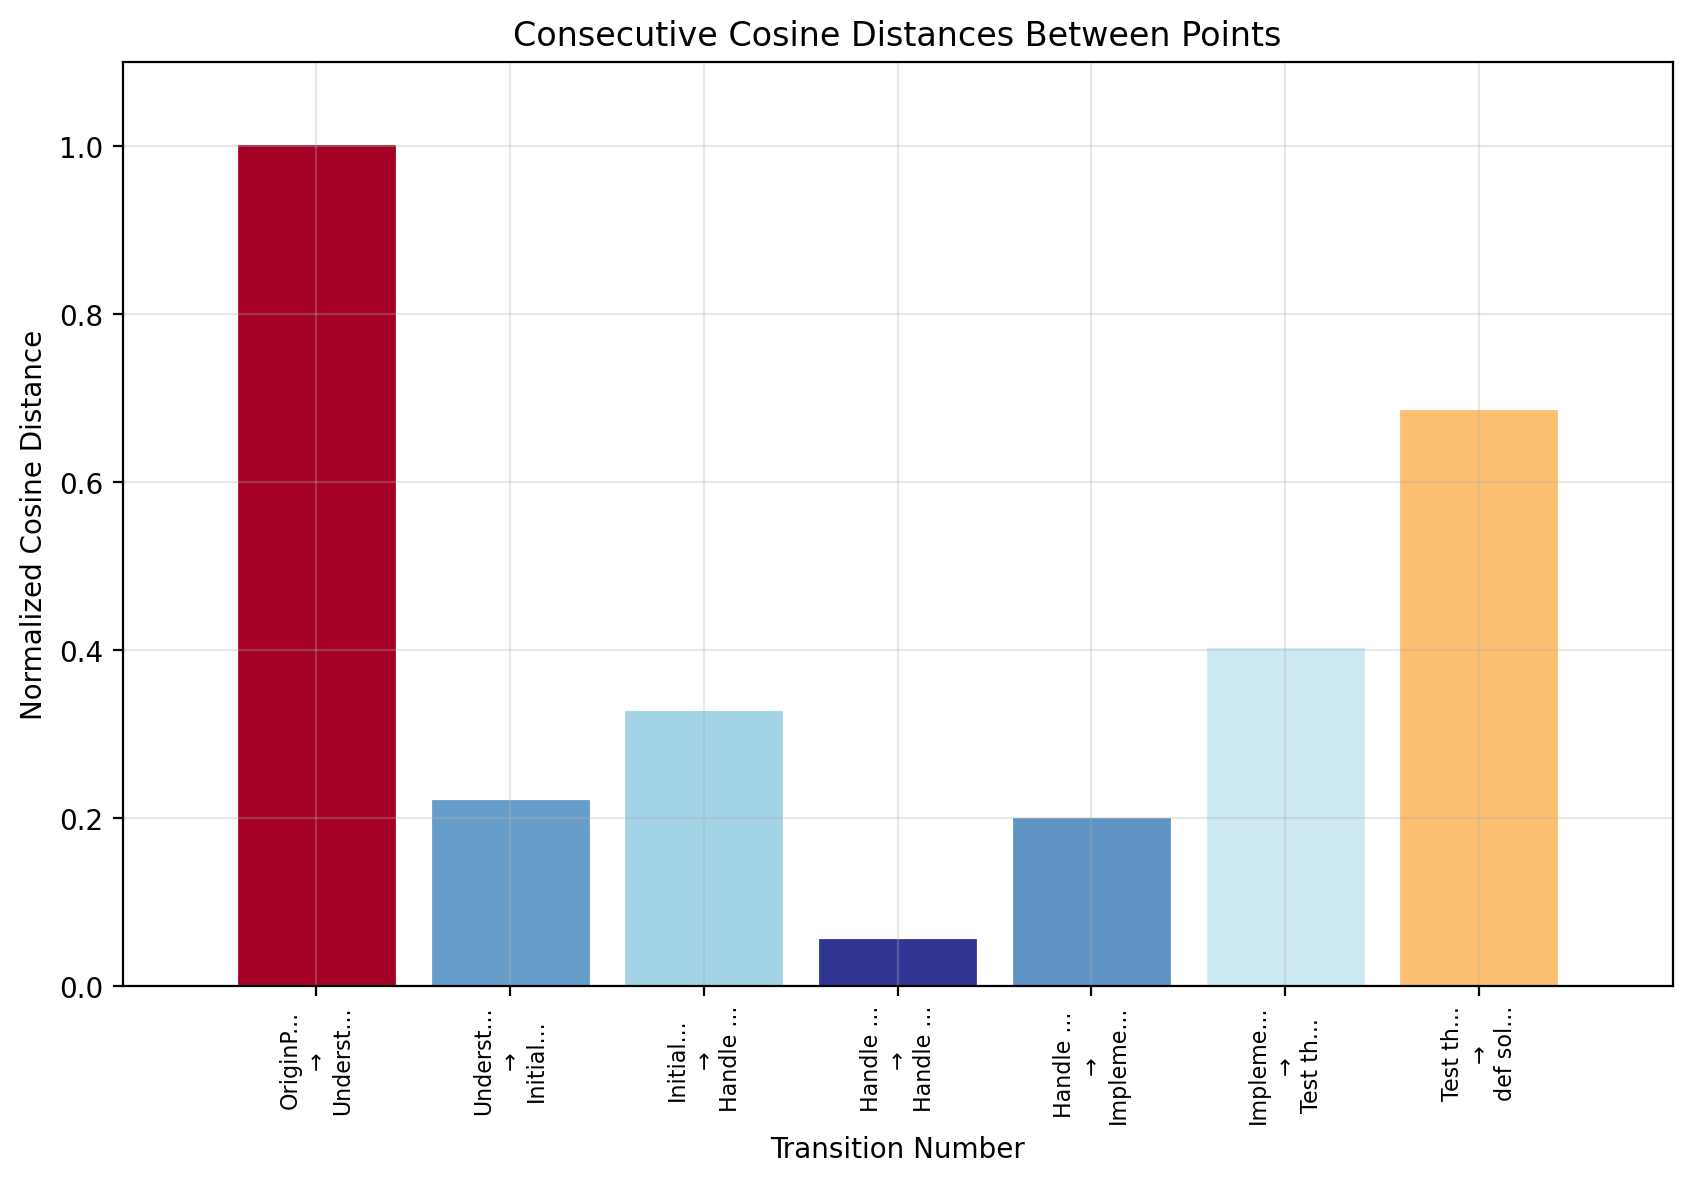 Consecutive Cosine Distances Between Points
Normalized Cosine Distance
1.0
0.8
0.6
0.4
0.2
0.0
OriginP...
→
Underst...
Underst...
→
Initial...
Initial...
→
Handle ...
Handle ...
→
Handle ...
Handle ...
→
Impleme...
Impleme...
→
Test th...
Test th...
→
def sol...
Transition Number